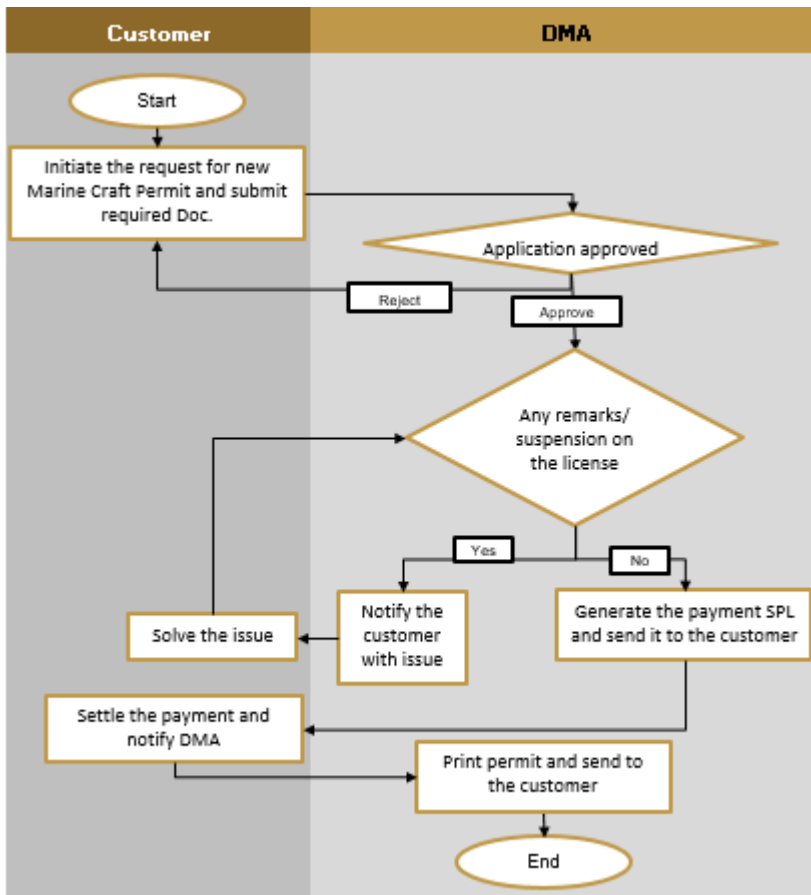 Customer
DMA
Start
Initiate the request for new
Marine Craft Permit and submit
required Doc.
Application approved
Reject
Approve
Any remarks/
suspension on
the license
Yes
No
Notify the
customer
with issue
Generate the payment SPL
and send it to the customer
Solve the issue
Settle the payment and
notify DMA
Print permit and send to
the customer
End